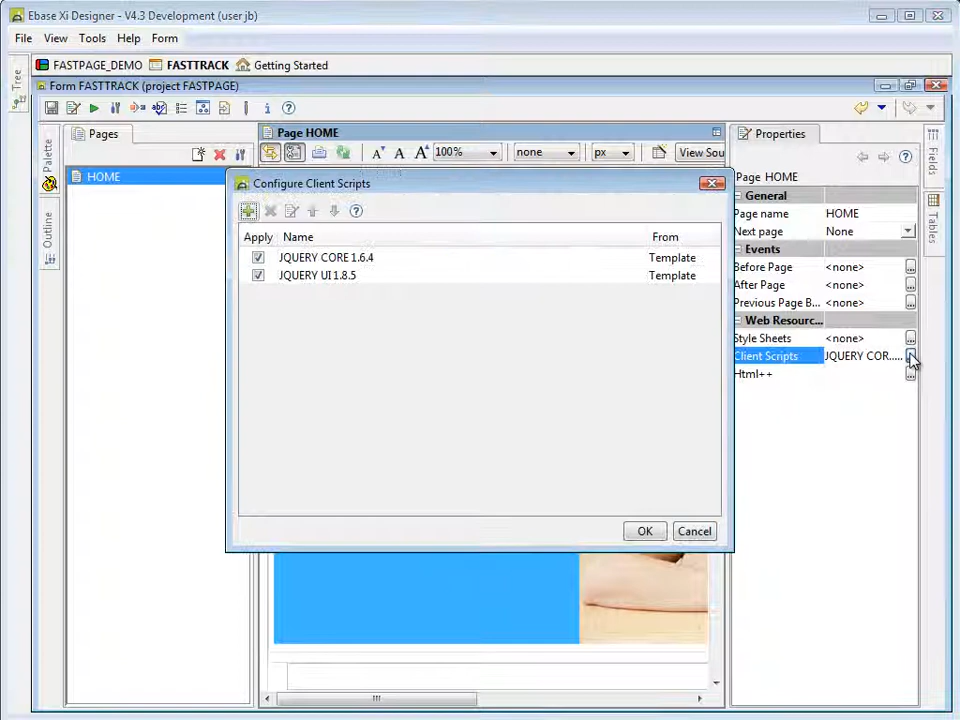 Ebase Xi Designer - V4.3 Development (user jb)
File View Tools Help Form
FASTPAGE_DEMO FASTTRACK Getting Started
Tree
Form FASTTRACK (project FASTPAGE)
Palette
Outline
Pages
HOME
Page HOME
100% none px View Sou
Configure Client Scripts
Apply Name From
JQUERY CORE 1.6.4 Template
JQUERY UI 1.8.5 Template
OK Cancel
Properties
Page HOME
General
Page name HOME
Next page None
Events
Before Page <none>
After Page <none>
Previous Page B... <none>
Web Resourc...
Style Sheets <none>
Client Scripts JQUERY COR.....
Html++
Fields
Tables